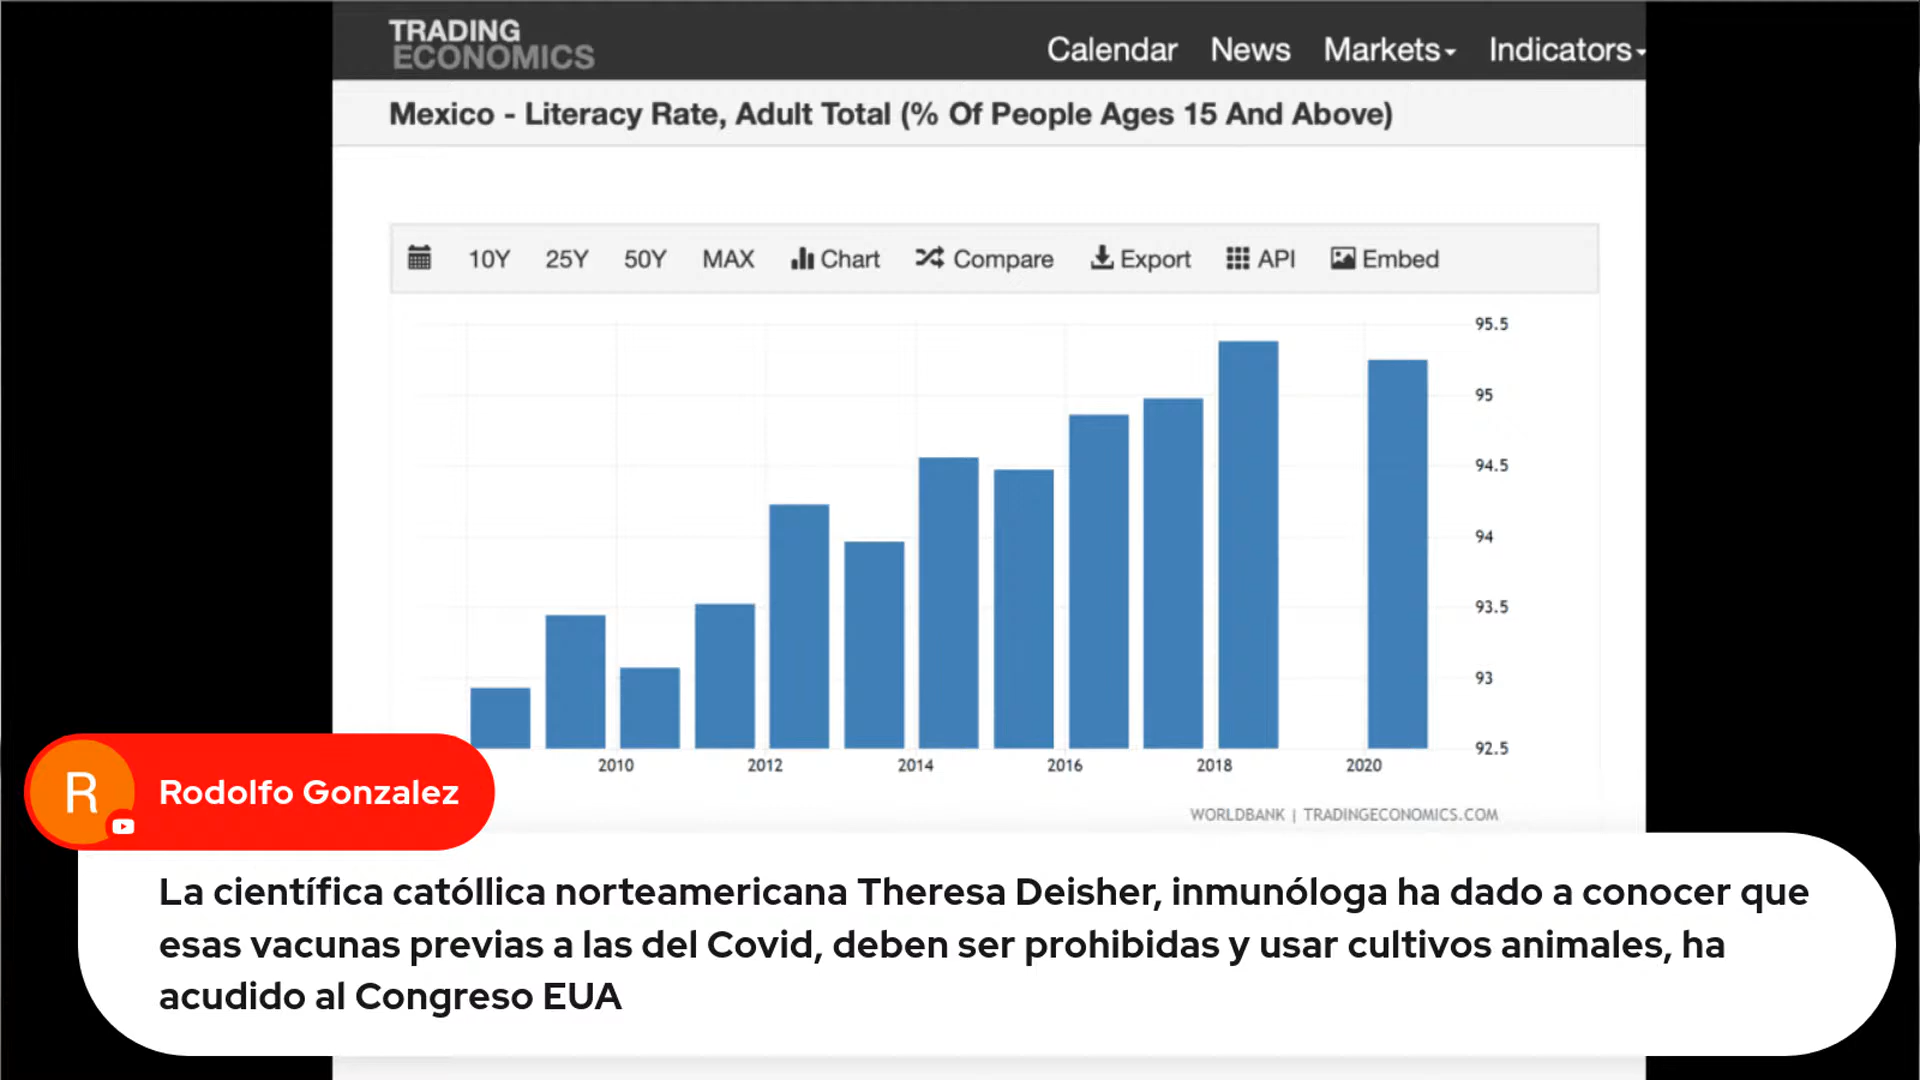 TRADING
ECONOMICS
Calendar News Markets Indicators
Mexico - Literacy Rate, Adult Total (% Of People Ages 15 And Above)
10Y 25Y 50Y MAX Chart Compare Export API Embed
95.5
95
94.5
94
93.5
93
92.5
2010 2012 2014 2016 2018 2020
WORLDBANK | TRADINGECONOMICS.COM
R
Rodolfo Gonzalez
La científica católlica norteamericana Theresa Deisher, inmunóloga ha dado a conocer que
esas vacunas previas a las del Covid, deben ser prohibidas y usar cultivos animales, ha
acudido al Congreso EUA